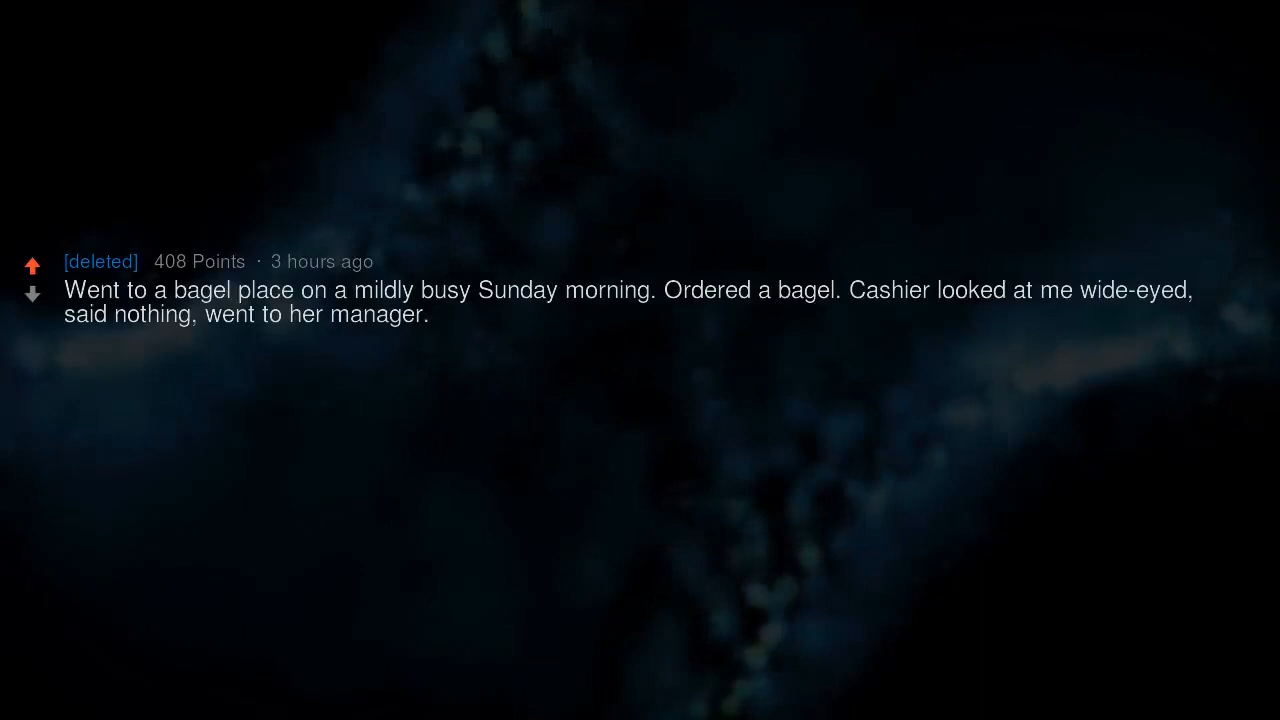 [deleted] 408 Points · 3 hours ago
Went to a bagel place on a mildly busy Sunday morning. Ordered a bagel. Cashier looked at me wide-eyed,
said nothing, went to her manager.